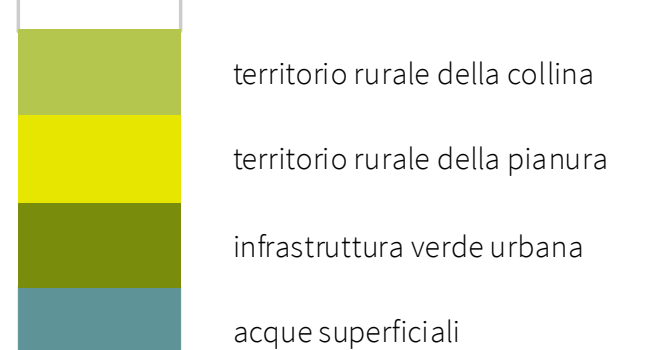 territorio rurale della collina
territorio rurale della pianura
infrastruttura verde urbana
acque superficiali